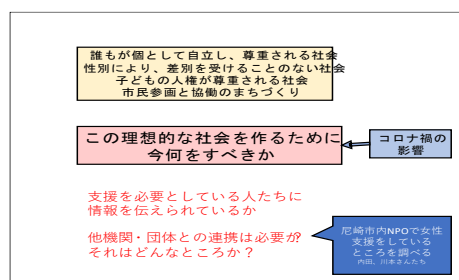 誰もが個として自立し、尊重される社会
性別により、差別を受けることのない社会
子どもの人権が尊重される社会
市民参画と協働のまちづくり
この理想的な社会を作るために
今何をすべきか
コロナ禍の
影響
支援を必要としている人たちに
情報を伝えられているか
他機関・団体との連携は必要か?
それはどんなところか？
尼崎市内NPOで女性
支援をしている
ところを調べる
内田、川本さんたち